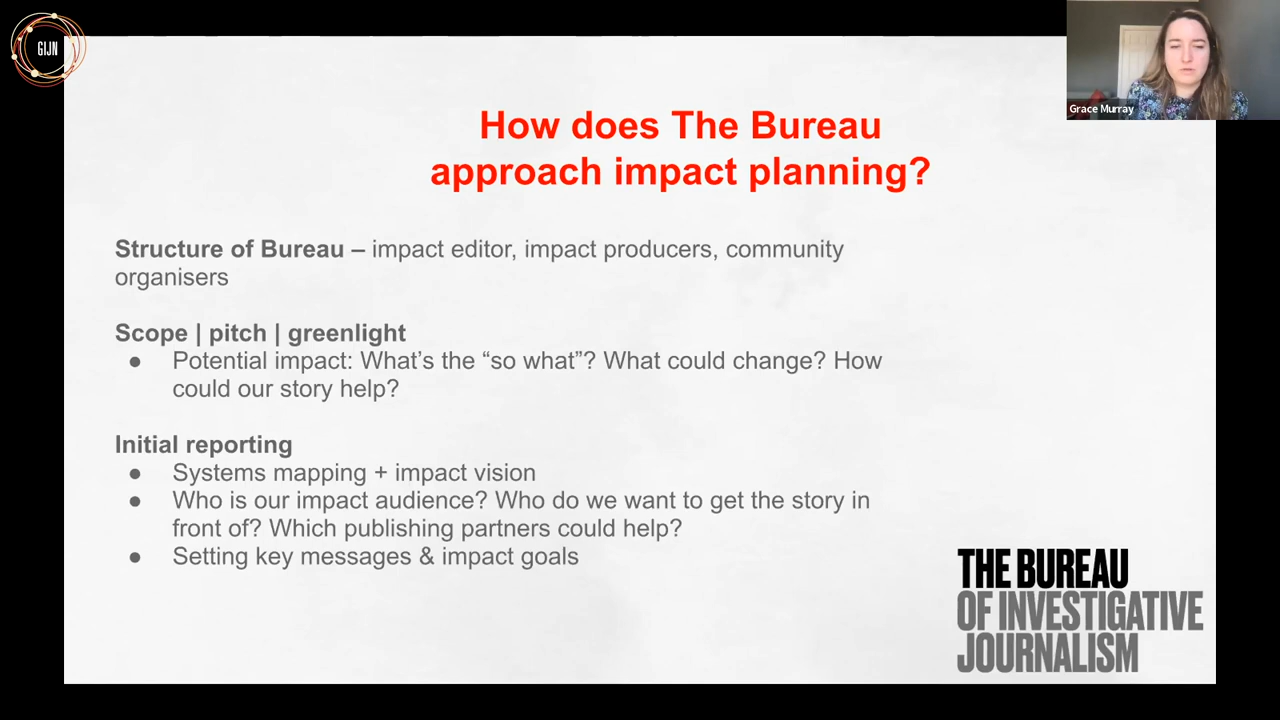 GIJN
Grace Murray
How does The Bureau
approach impact planning?
Structure of Bureau – impact editor, impact producers, community
organisers
Scope | pitch | greenlight
● Potential impact: What’s the “so what”? What could change? How
could our story help?
Initial reporting
● Systems mapping + impact vision
● Who is our impact audience? Who do we want to get the story in
front of? Which publishing partners could help?
● Setting key messages & impact goals
THE BUREAU
OF INVESTIGATIVE
JOURNALISM